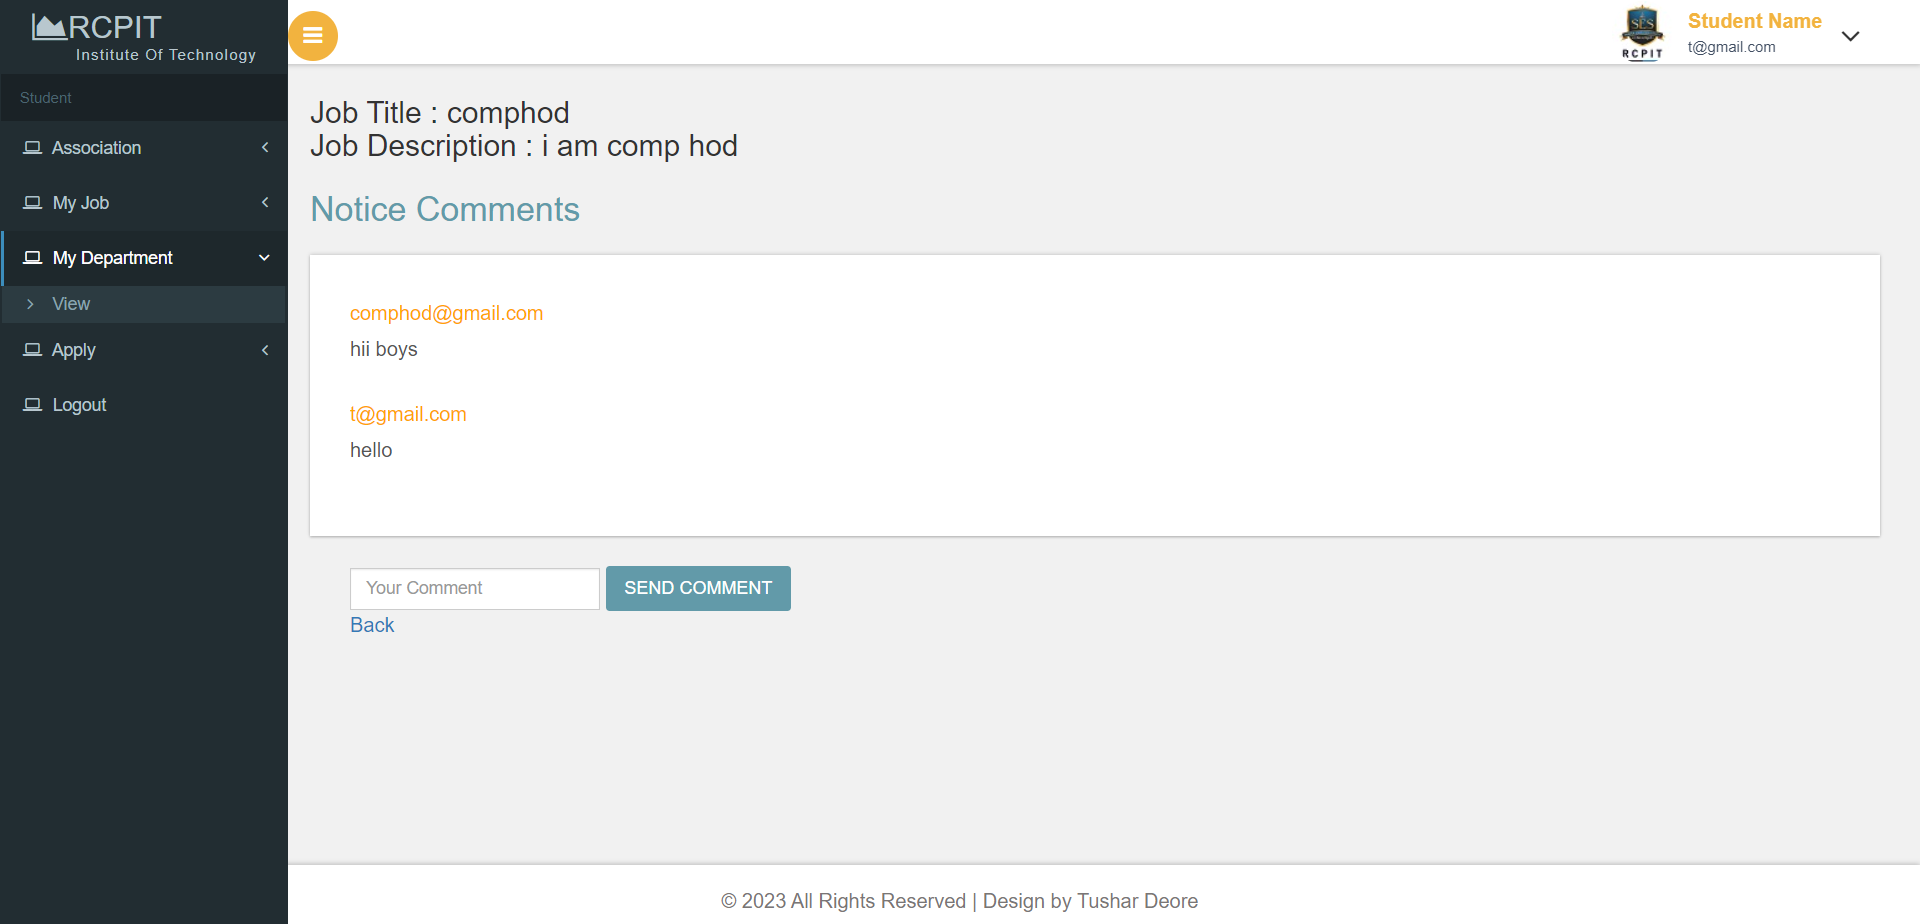 RCPIT
Institute Of Technology
Student
Association
My Job
My Department
View
Apply
Logout
SES
RCPIT
Student Name
t@gmail.com
Job Title : comphod
Job Description : i am comp hod
Notice Comments
comphod@gmail.com
hii boys
t@gmail.com
hello
Your Comment
SEND COMMENT
Back
© 2023 All Rights Reserved | Design by Tushar Deore